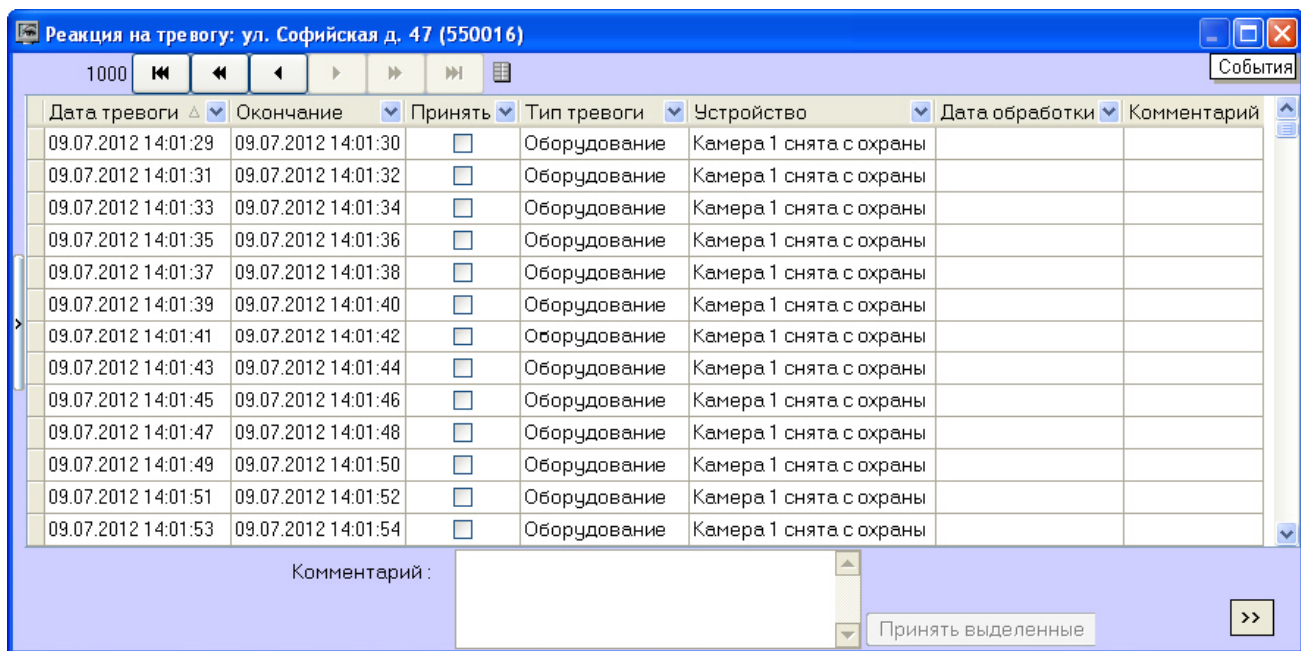 Реакция на тревогу: ул. Софийская д. 47 (550016)
1000
События
Дата тревоги Окончание Принять Тип тревоги Устройство Дата обработки Комментарий
09.07.2012 14:01:29 09.07.2012 14:01:30 Оборудование Камера 1 снята с охраны
09.07.2012 14:01:31 09.07.2012 14:01:32 Оборудование Камера 1 снята с охраны
09.07.2012 14:01:33 09.07.2012 14:01:34 Оборудование Камера 1 снята с охраны
09.07.2012 14:01:35 09.07.2012 14:01:36 Оборудование Камера 1 снята с охраны
09.07.2012 14:01:37 09.07.2012 14:01:38 Оборудование Камера 1 снята с охраны
09.07.2012 14:01:39 09.07.2012 14:01:40 Оборудование Камера 1 снята с охраны
09.07.2012 14:01:41 09.07.2012 14:01:42 Оборудование Камера 1 снята с охраны
09.07.2012 14:01:43 09.07.2012 14:01:44 Оборудование Камера 1 снята с охраны
09.07.2012 14:01:45 09.07.2012 14:01:46 Оборудование Камера 1 снята с охраны
09.07.2012 14:01:47 09.07.2012 14:01:48 Оборудование Камера 1 снята с охраны
09.07.2012 14:01:49 09.07.2012 14:01:50 Оборудование Камера 1 снята с охраны
09.07.2012 14:01:51 09.07.2012 14:01:52 Оборудование Камера 1 снята с охраны
09.07.2012 14:01:53 09.07.2012 14:01:54 Оборудование Камера 1 снята с охраны
Комментарий :
Принять выделенные
>>